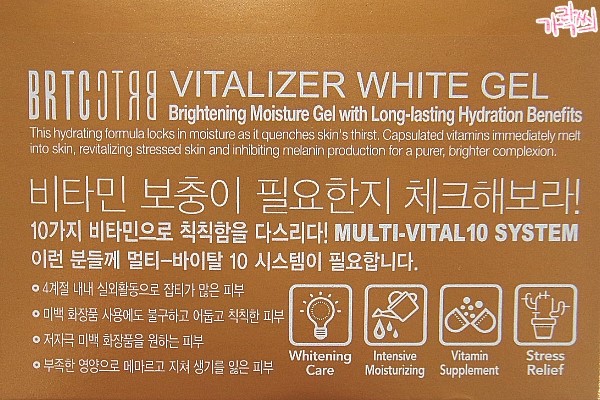 가락찌
BRTC VITALIZER WHITE GEL
Brightening Moisture Gel with Long-lasting Hydration Benefits
This hydrating formula locks in moisture as it quenches skin's thirst. Capsulated vitamins immediately melt
into skin, revitalizing stressed skin and inhibiting melanin production for a purer, brighter complexion.
비타민 보충이 필요한지 체크해보라!
10가지 비타민으로 칙칙함을 다스리다! MULTI-VITAL10 SYSTEM
이런 분들께 멀티-바이탈 10 시스템이 필요합니다.
• 4계절 내내 실외활동으로 잡티가 많은 피부
• 미백 화장품 사용에도 불구하고 어둡고 칙칙한 피부
• 저자극 미백 화장품을 원하는 피부
• 부족한 영양으로 메마르고 지쳐 생기를 잃은 피부
Whitening Care
Intensive Moisturizing
Vitamin Supplement
Stress Relief